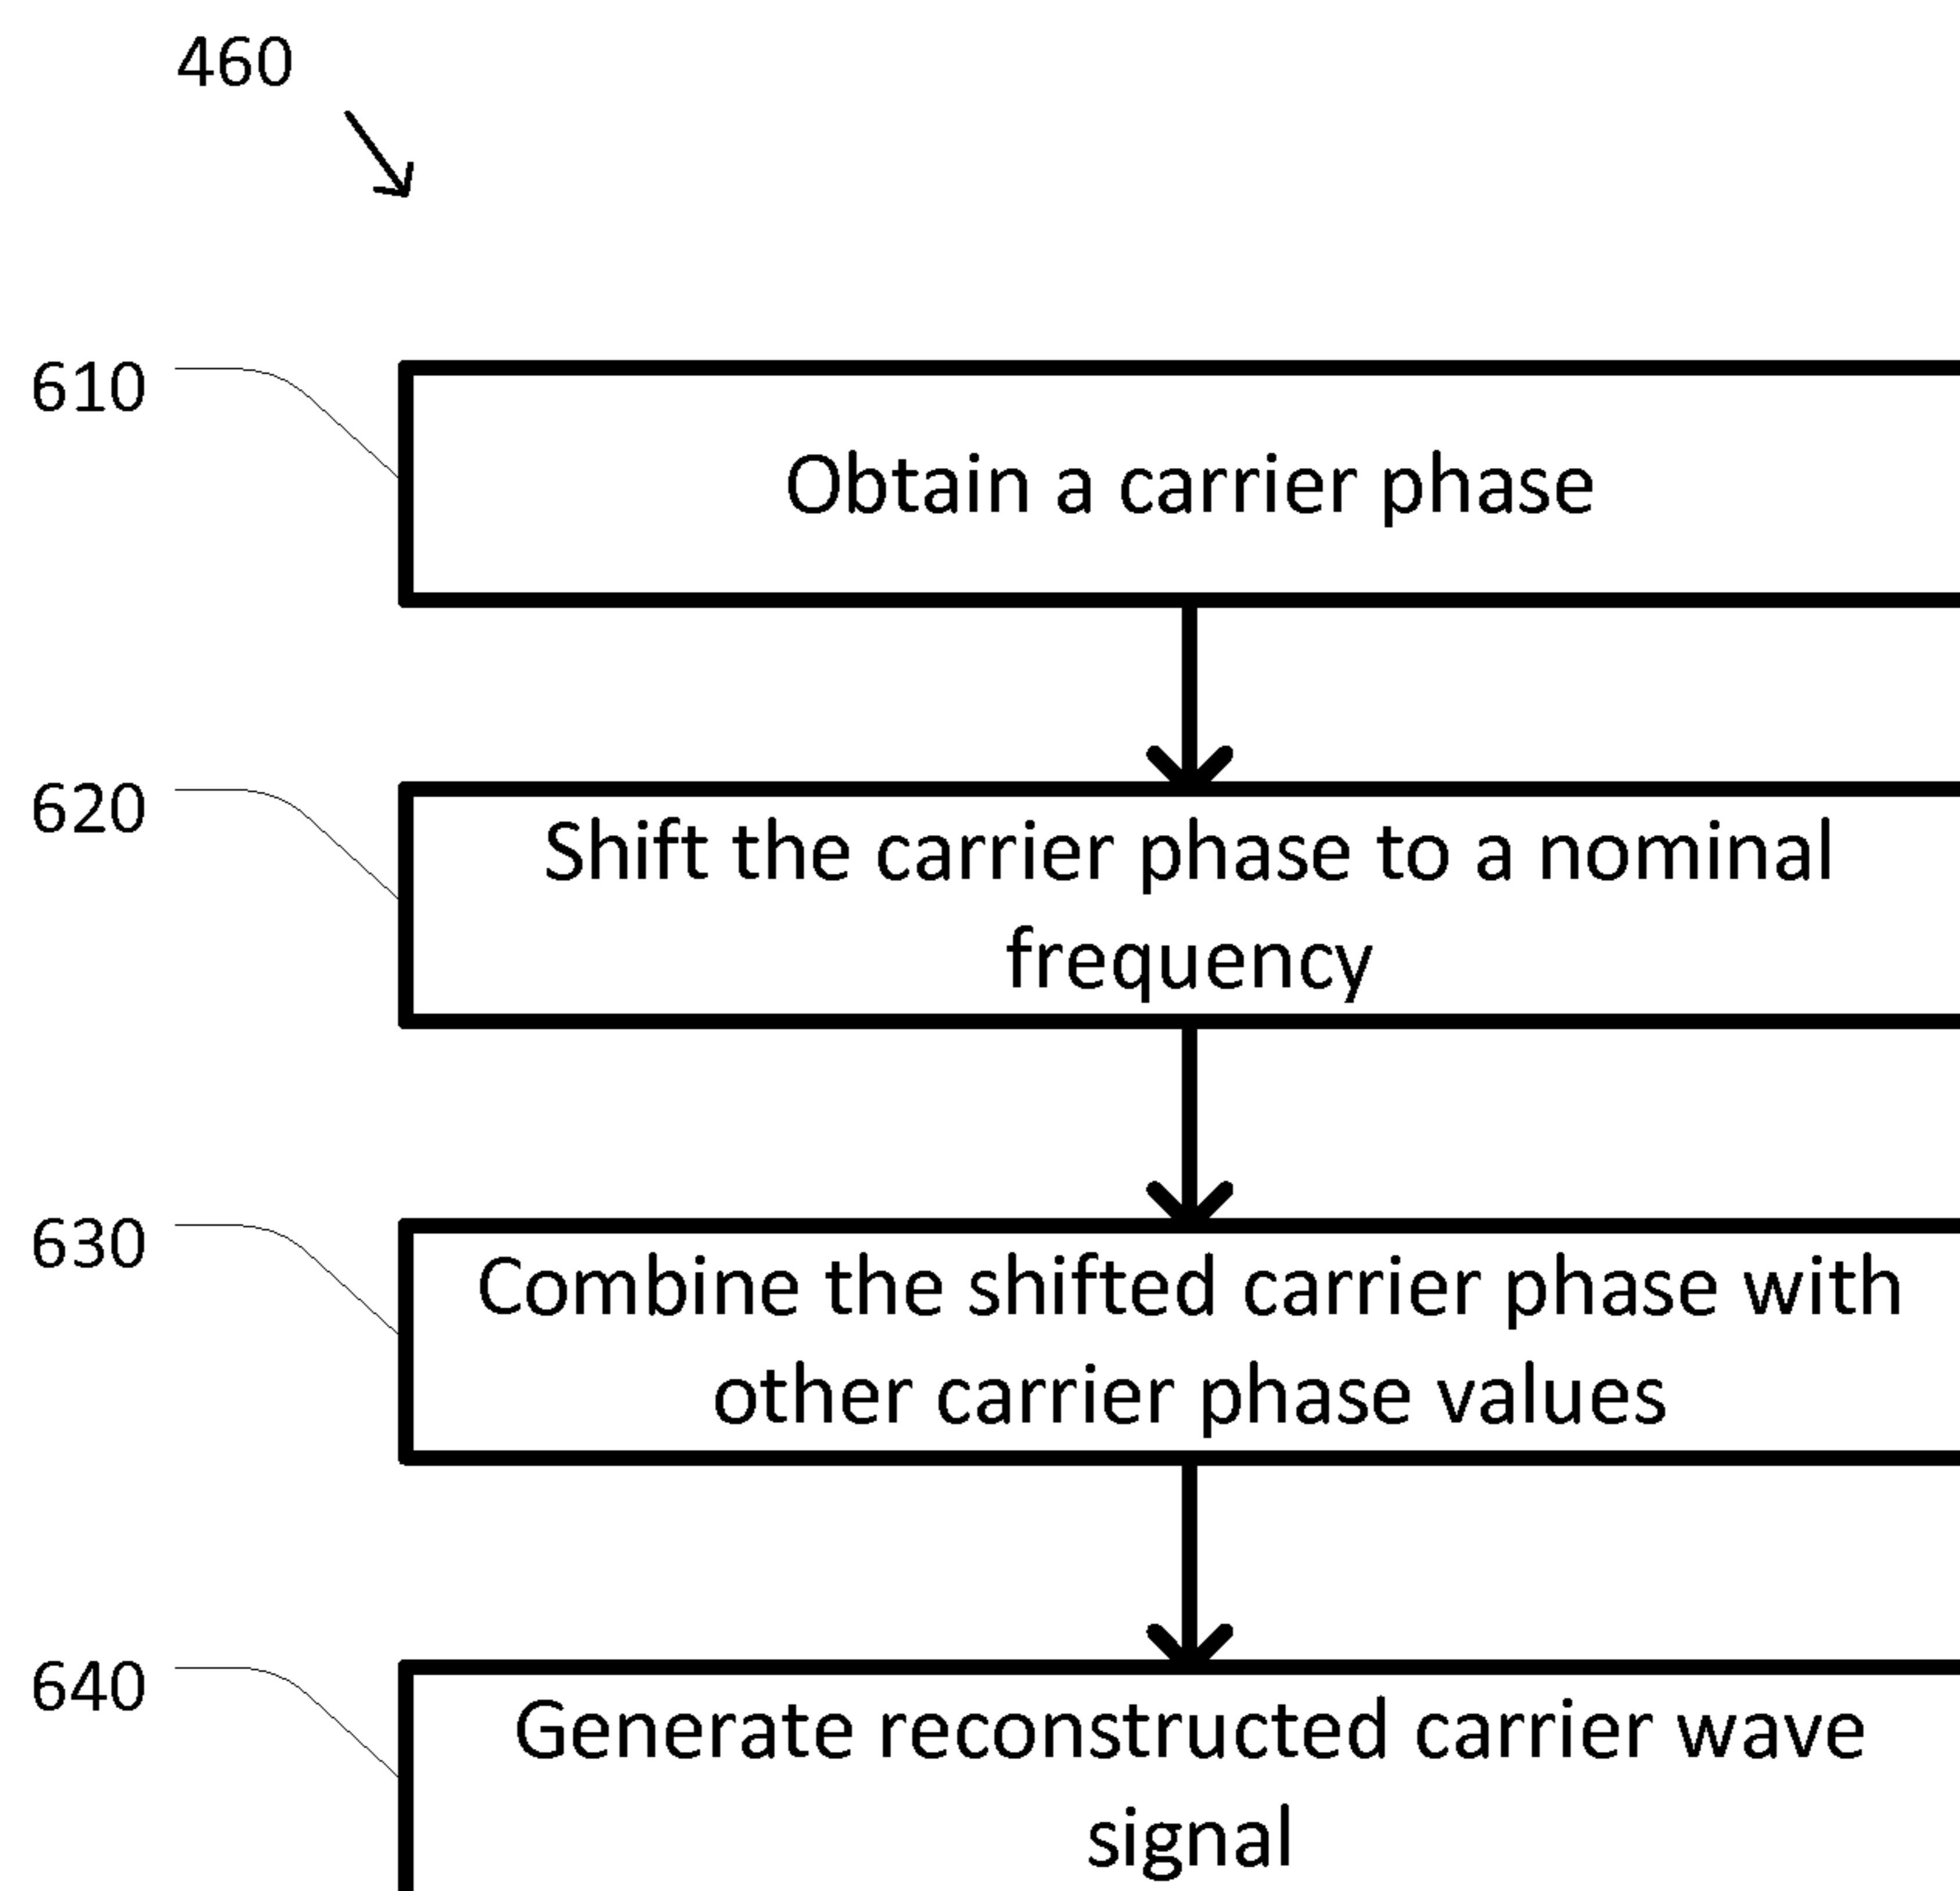 460
610
Obtain a carrier phase
620
Shift the carrier phase to a nominal
frequency
630
Combine the shifted carrier phase with
other carrier phase values
640
Generate reconstructed carrier wave
signal